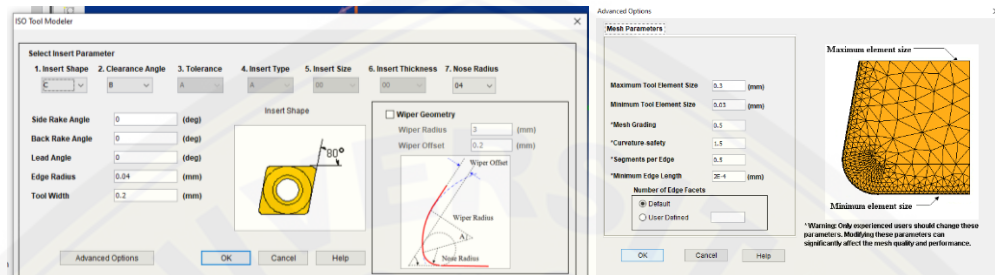 ISO Tool Modeler
Select Insert Parameter
1. Insert Shape 2. Clearance Angle 3. Tolerance 4. Insert Type 5. Insert Size 6. Insert Thickness 7. Nose Radius
C B A A 00 00 04
Side Rake Angle 0 (deg)
Back Rake Angle 0 (deg)
Lead Angle 0 (deg)
Edge Radius 0.04 (mm)
Tool Width 0.2 (mm)
Insert Shape
80°
Wiper Geometry
Wiper Radius 3 (mm)
Wiper Offset 0.2 (mm)
Wiper Offset
Wiper Radius
A
Nose Radius
Advanced Options OK Cancel Help
Advanced Options
Mesh Parameters
Maximum Tool Element Size 0.3 (mm)
Minimum Tool Element Size 0.03 (mm)
*Mesh Grading 0.5
*Curvature safety 1.5
*Segments per Edge 0.5
*Minimum Edge Length 2E-4 (mm)
Number of Edge Facets
Default
User Defined
OK Cancel Help
Maximum element size
Minimum element size
* Warning: Only experienced users should change these
parameters. Modifying these parameters can
significantly affect the mesh quality and performance.